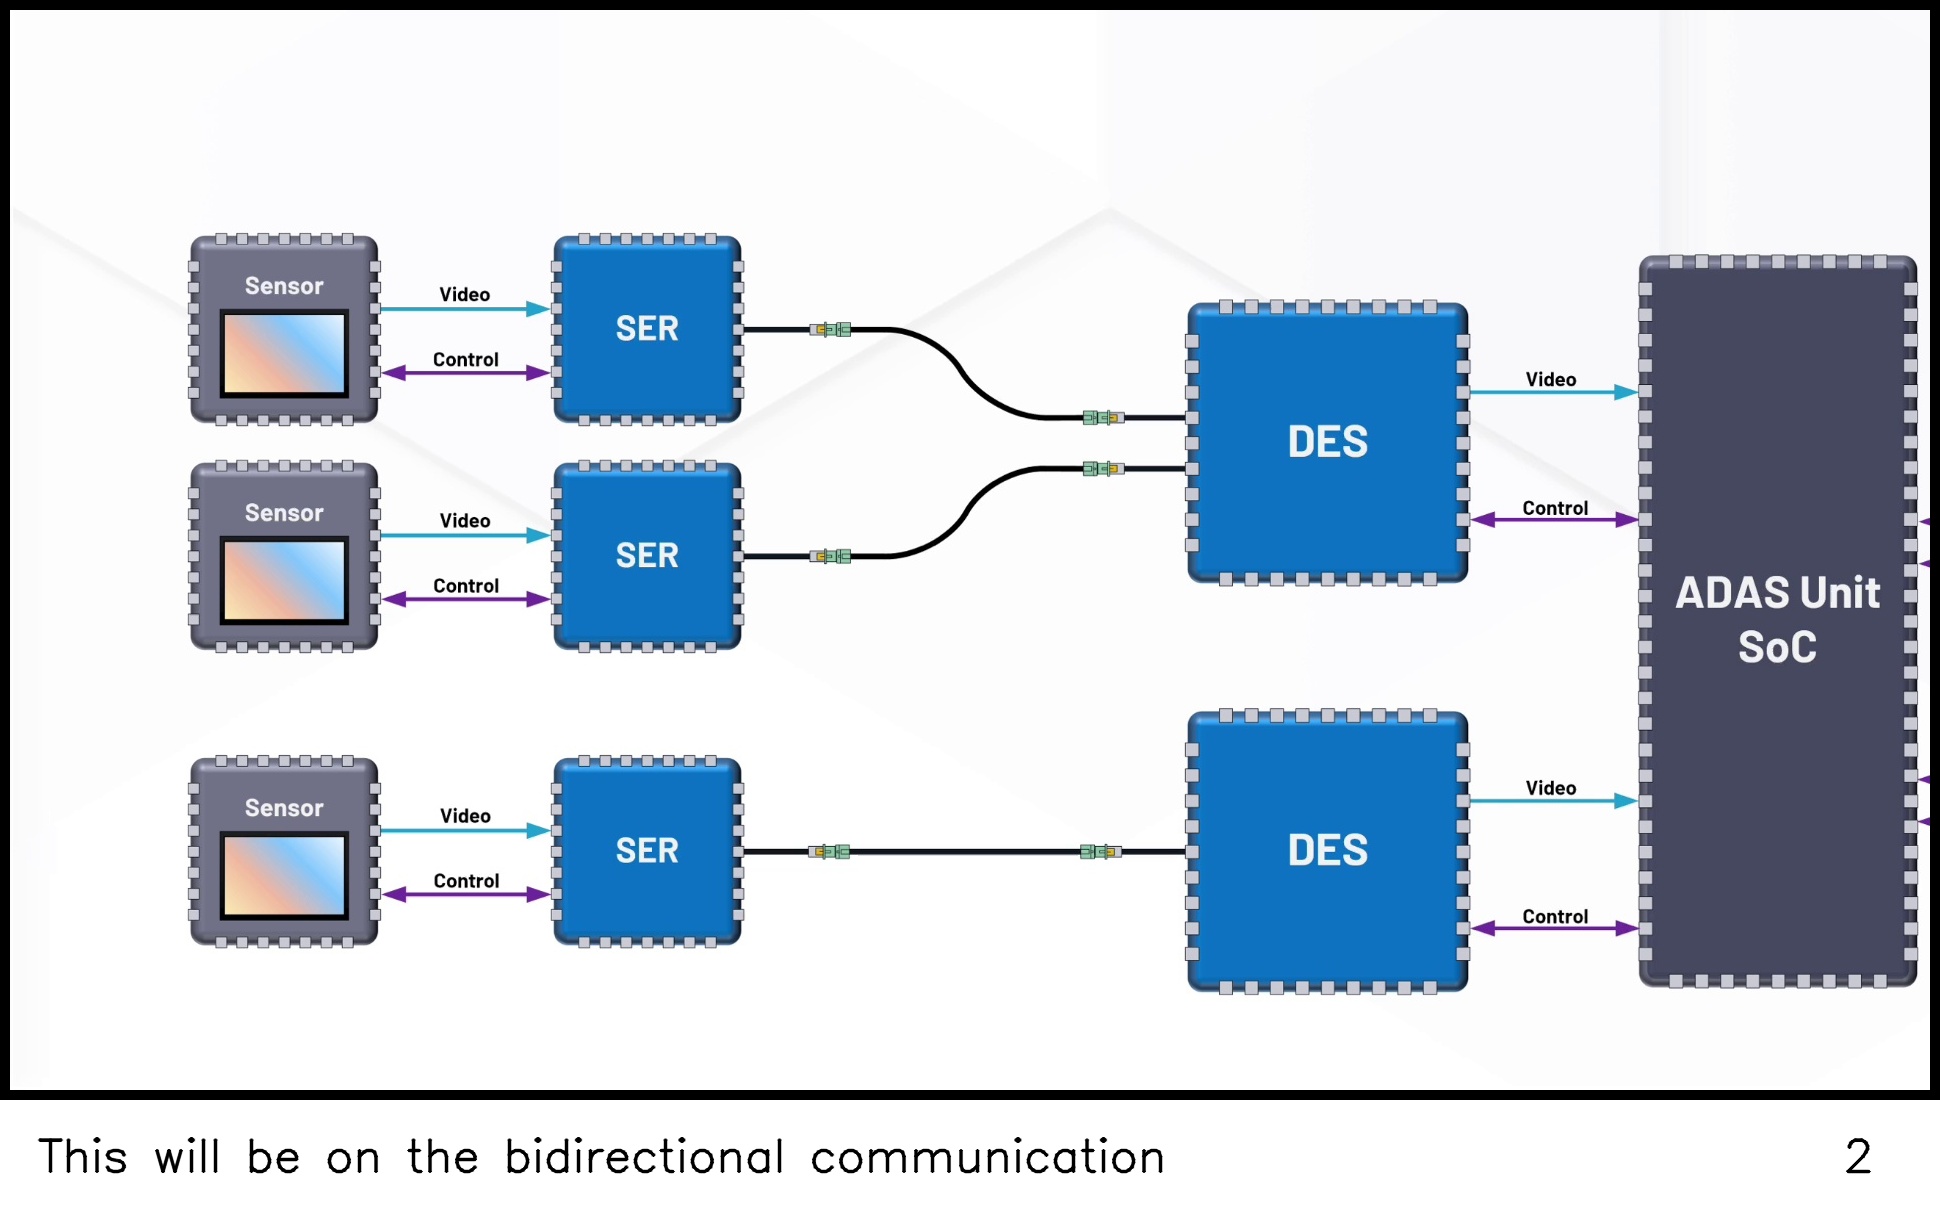 Sensor
Video
Control
SER
Sensor
Video
Control
SER
DES
Video
Control
Sensor
Video
Control
SER
DES
Video
Control
ADAS Unit
SoC
This will be on the bidirectional communication
2